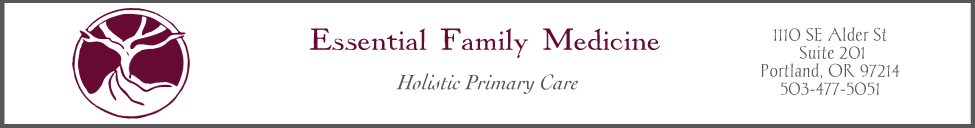 Essential Family Medicine
Holistic Primary Care
1110 SE Alder St
Suite 201
Portland, OR 97214
503-477-5051